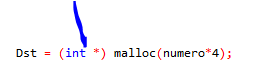 Dst = (int *) malloc(numero*4);